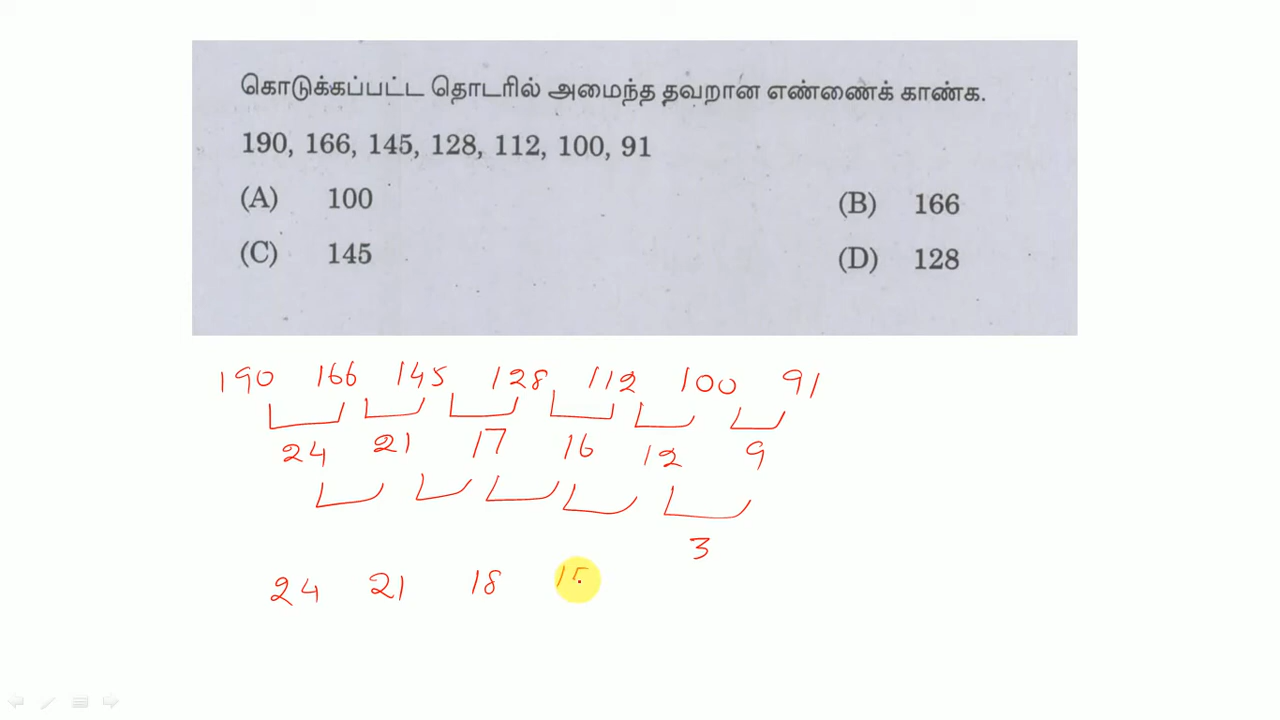 கொடுக்கப்பட்ட தொடரில் அமைந்த தவறான எண்ணைக் காண்க.
190, 166, 145, 128, 112, 100, 91
(A) 100 (B) 166
(C) 145 (D) 128
190 166 145 128 112 100 91
24 21 17 16 12 9
3
24 21 18 15